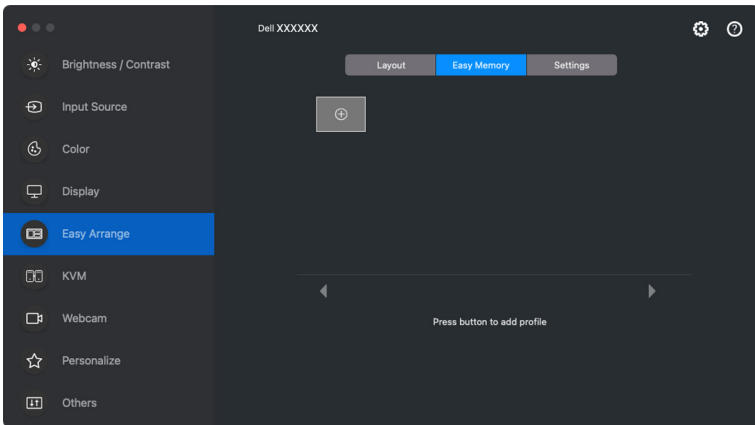 Dell XXXXXX
Brightness / Contrast
Input Source
Color
Display
Easy Arrange
KVM
Webcam
Personalize
Others
Layout
Easy Memory
Settings
Press button to add profile